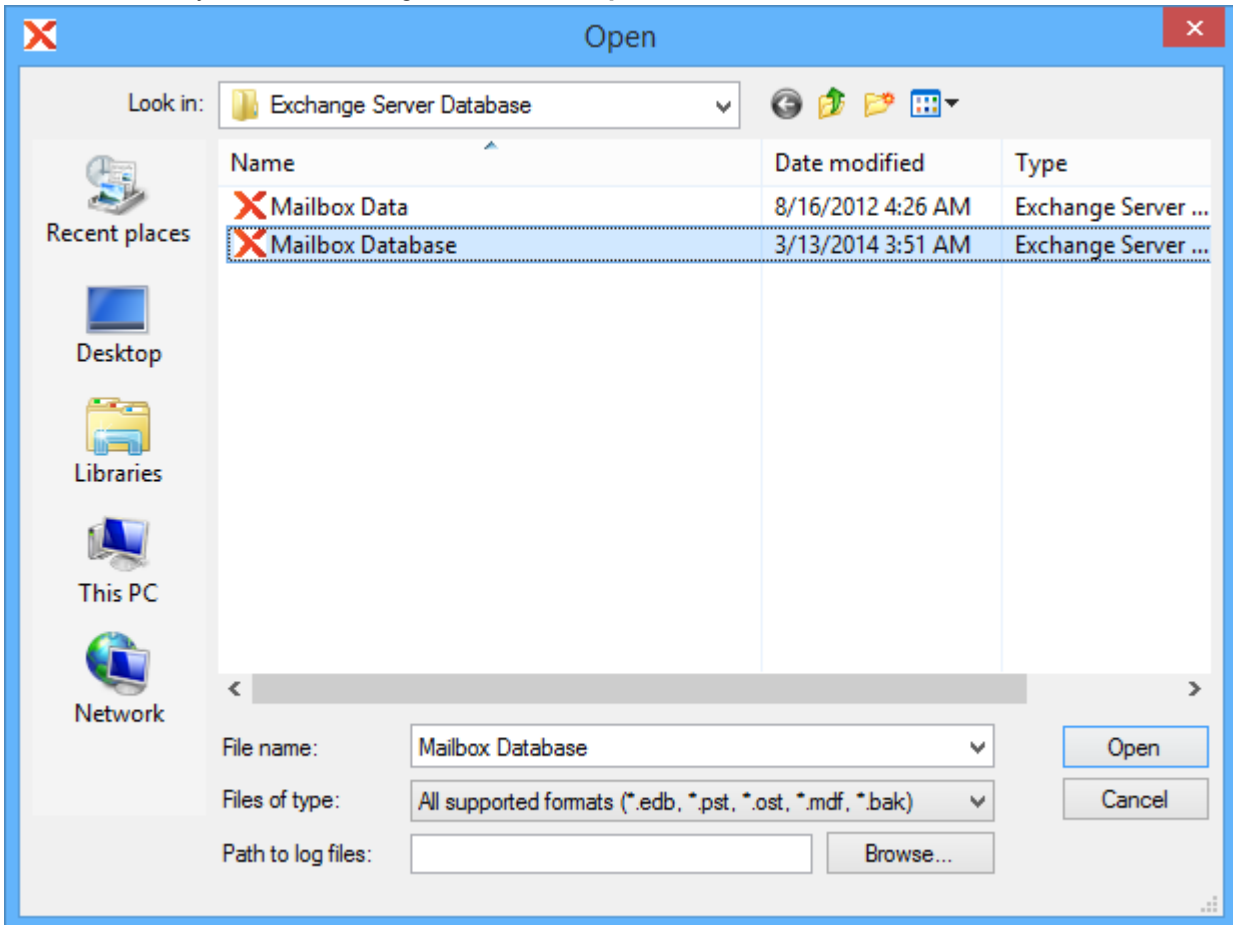 Open
Look in: Exchange Server Database
Name Date modified Type
Mailbox Data 8/16/2012 4:26 AM Exchange Server ...
Mailbox Database 3/13/2014 3:51 AM Exchange Server ...
Recent places
Desktop
Libraries
This PC
Network
File name: Mailbox Database Open
Files of type: All supported formats (*.edb, *.pst, *.ost, *.mdf, *.bak) Cancel
Path to log files: Browse...